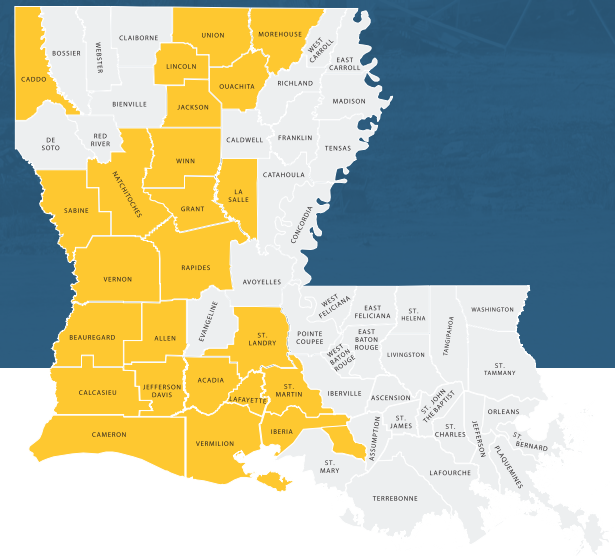 UNION
MOREHOUSE
WEST
CARROLL
CLAIBORNE
BOSSIER
WEBSTER
EAST
CARROLL
LINCOLN
CADDO
OUACHITA
RICHLAND
MADISON
BIENVILLE
JACKSON
DE
SOTO
RED
RIVER
CALDWELL
FRANKLIN
TENSAS
WINN
CATAHOULA
NATCHITOCHES
LA
SALLE
SABINE
GRANT
CONCORDIA
RAPIDES
VERNON
AVOYELLES
WEST
FELICIANA
EAST
FELICIANA
ST.
HELENA
TANGIPAHOA
WASHINGTON
EVANGELINE
BEAUREGARD
ALLEN
ST.
LANDRY
POINTE
COUPEE
WEST
BATON
ROUGE
EAST
BATON
ROUGE
LIVINGSTON
ST.
TAMMANY
CALCASIEU
JEFFERSON
DAVIS
ACADIA
LAFAYETTE
ST.
MARTIN
IBERVILLE
ASCENSION
ST. JOHN
THE BAPTIST
ORLEANS
CAMERON
VERMILION
IBERIA
ASSUMPTION
ST.
JAMES
ST.
CHARLES
JEFFERSON
ST.
BERNARD
PLAQUEMINES
ST.
MARY
LAFOURCHE
TERREBONNE